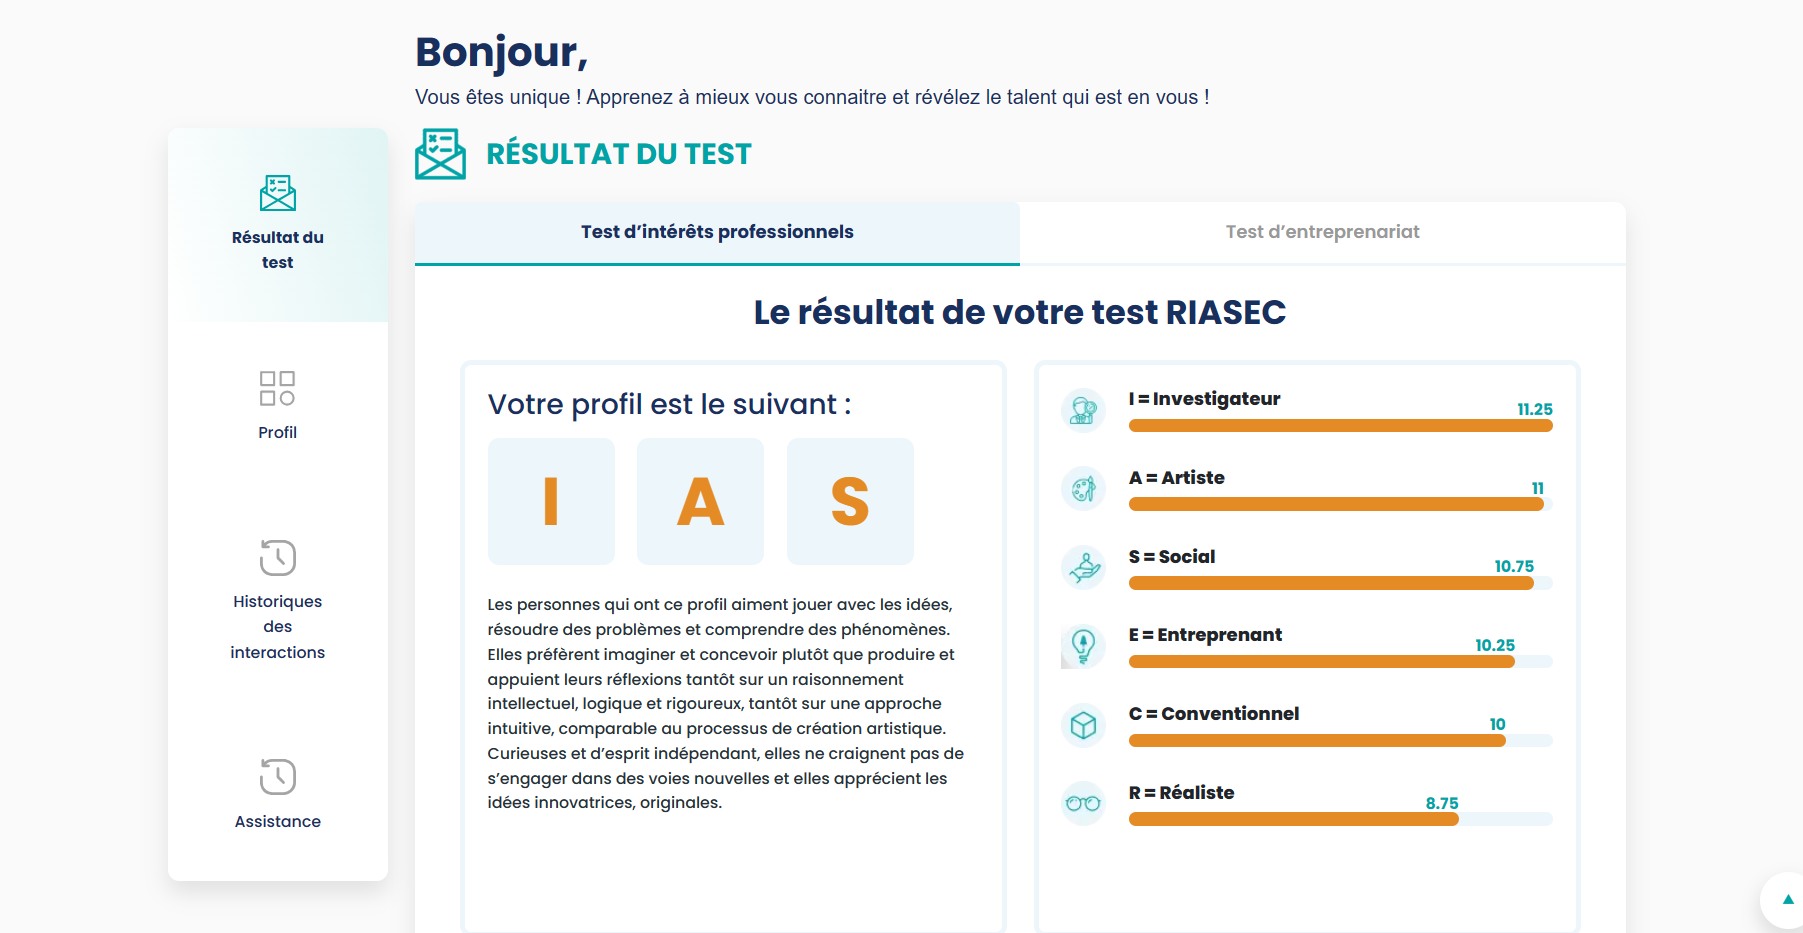 Bonjour,
Vous êtes unique ! Apprenez à mieux vous connaitre et révélez le talent qui est en vous !
RÉSULTAT DU TEST
Résultat du
test
Profil
Historiques
des
interactions
Assistance
Test d’intérêts professionnels
Test d’entreprenariat
Le résultat de votre test RIASEC
Votre profil est le suivant :
I A S
Les personnes qui ont ce profil aiment jouer avec les idées,
résoudre des problèmes et comprendre des phénomènes.
Elles préfèrent imaginer et concevoir plutôt que produire et
appuient leurs réflexions tantôt sur un raisonnement
intellectuel, logique et rigoureux, tantôt sur une approche
intuitive, comparable au processus de création artistique.
Curieuses et d’esprit indépendant, elles ne craignent pas de
s’engager dans des voies nouvelles et elles apprécient les
idées innovatrices, originales.
I = Investigateur
11.25
A = Artiste
11
S = Social
10.75
E = Entreprenant
10.25
C = Conventionnel
10
R = Réaliste
8.75